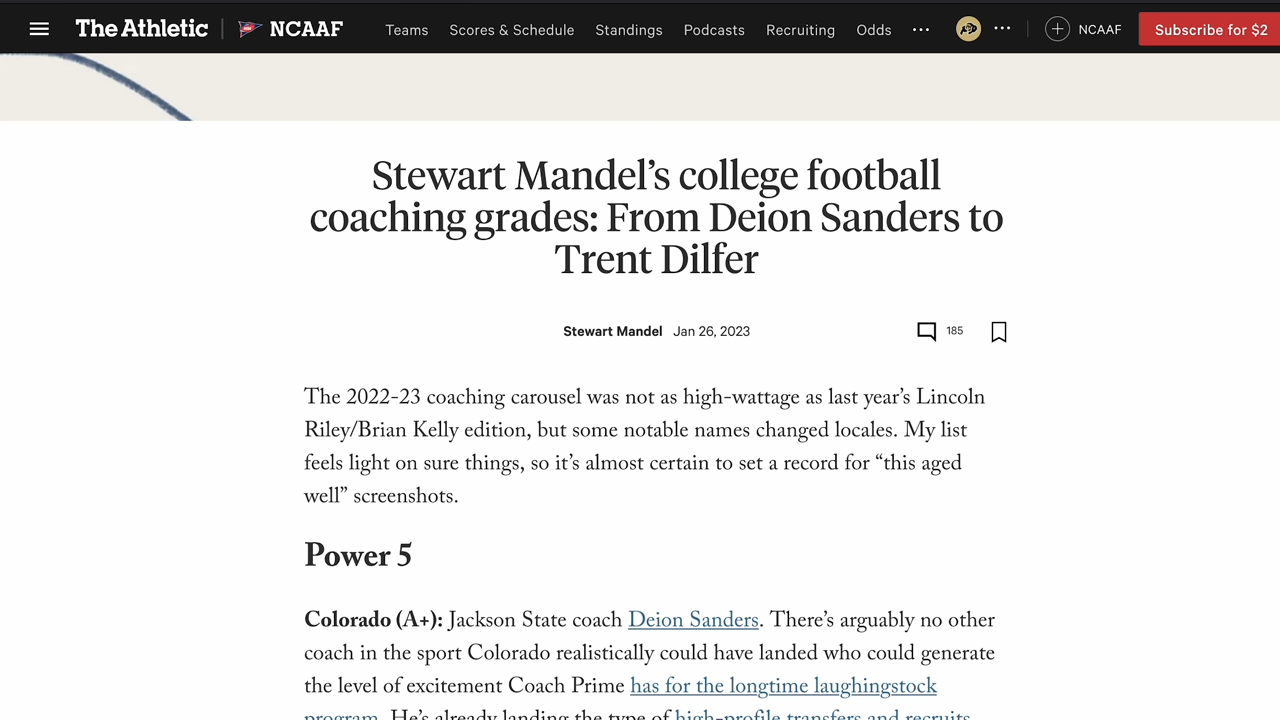 The Athletic NCAAF Teams Scores & Schedule Standings Podcasts Recruiting Odds ••• ••• NCAAF Subscribe for $2
Stewart Mandel’s college football
coaching grades: From Deion Sanders to
Trent Dilfer
Stewart Mandel Jan 26, 2023 185
The 2022-23 coaching carousel was not as high-wattage as last year’s Lincoln
Riley/Brian Kelly edition, but some notable names changed locales. My list
feels light on sure things, so it’s almost certain to set a record for “this aged
well” screenshots.
Power 5
Colorado (A+): Jackson State coach Deion Sanders. There’s arguably no other
coach in the sport Colorado realistically could have landed who could generate
the level of excitement Coach Prime has for the longtime laughingstock
program. He’s already landing the type of high-profile transfers and recruits